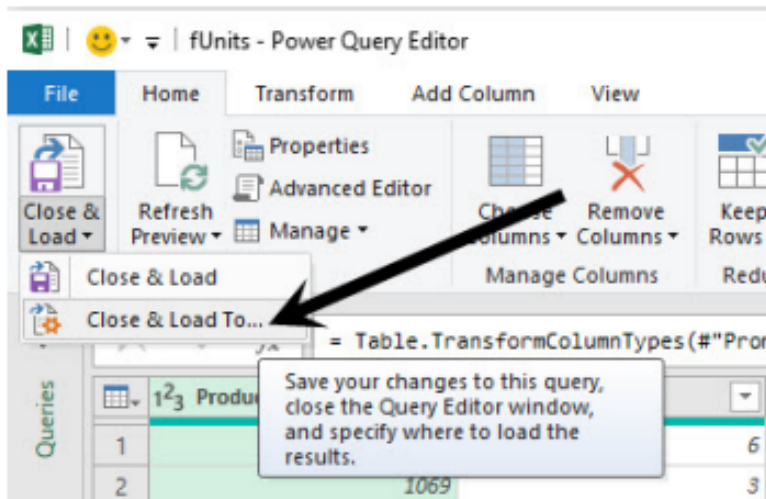 fUnits - Power Query Editor
File Home Transform Add Column View
Close & Load
Refresh Preview
Properties
Advanced Editor
Manage
Choose Columns
Remove Columns
Keep Rows
Manage Columns
Close & Load
Close & Load To...
= Table.TransformColumnTypes(#"Pro
Save your changes to this query,
close the Query Editor window,
and specify where to load the
results.
Queries
1²3 Produ
1 6
2 1069 3